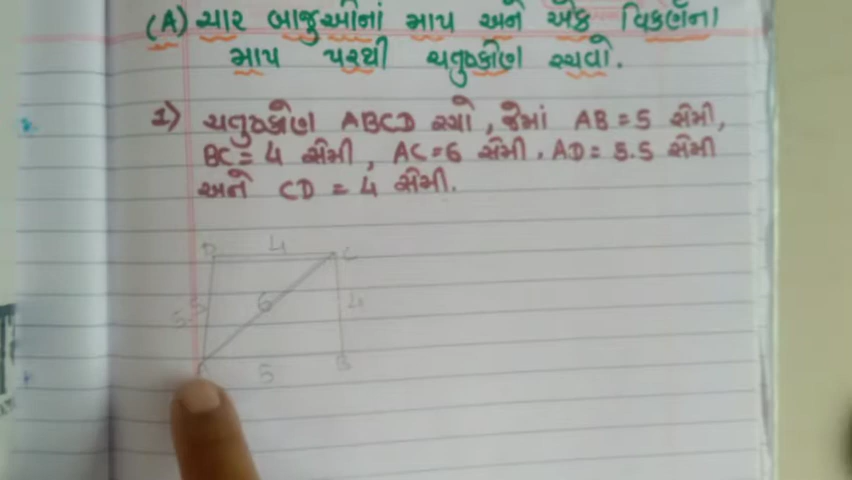 (A) ચાર બાજુઓનાં માપ અને એક વિકર્ણના
માપ પરથી ચતુષ્કોણ રચવો.
1) ચતુષ્કોણ ABCD રચો, જેમાં AB = 5 સેમી,
BC = 4 સેમી, AC = 6 સેમી. AD = 5.5 સેમી
અને CD = 4 સેમી.
D 4 C
5.5 6 4
A 5 B